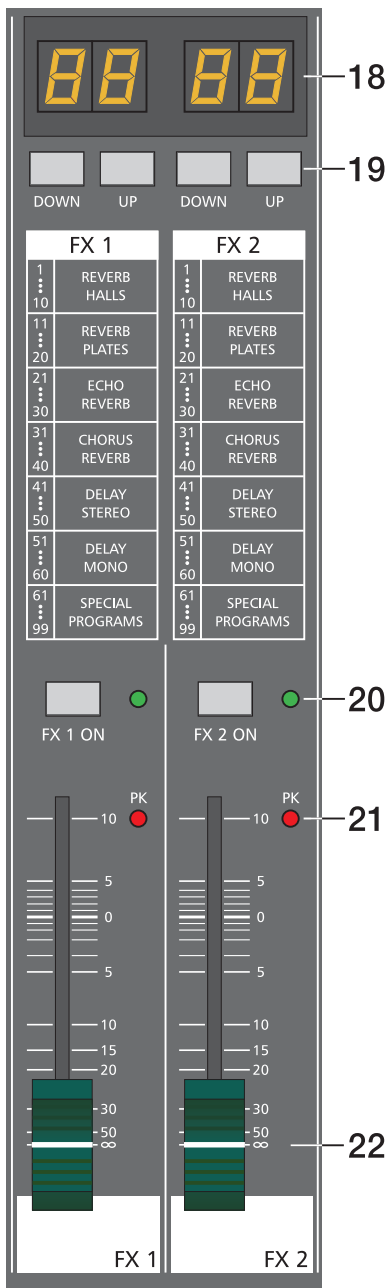 88 88
18
19
DOWN UP DOWN UP
FX 1 FX 2
1 10 REVERB HALLS 1 10 REVERB HALLS
11 20 REVERB PLATES 11 20 REVERB PLATES
21 30 ECHO REVERB 21 30 ECHO REVERB
31 40 CHORUS REVERB 31 40 CHORUS REVERB
41 50 DELAY STEREO 41 50 DELAY STEREO
51 60 DELAY MONO 51 60 DELAY MONO
61 99 SPECIAL PROGRAMS 61 99 SPECIAL PROGRAMS
20
FX 1 ON FX 2 ON
PK PK
10 10 21
5 5
0 0
5 5
10 10
15 15
20 20
30 30
50 50
∞ ∞ 22
FX 1 FX 2